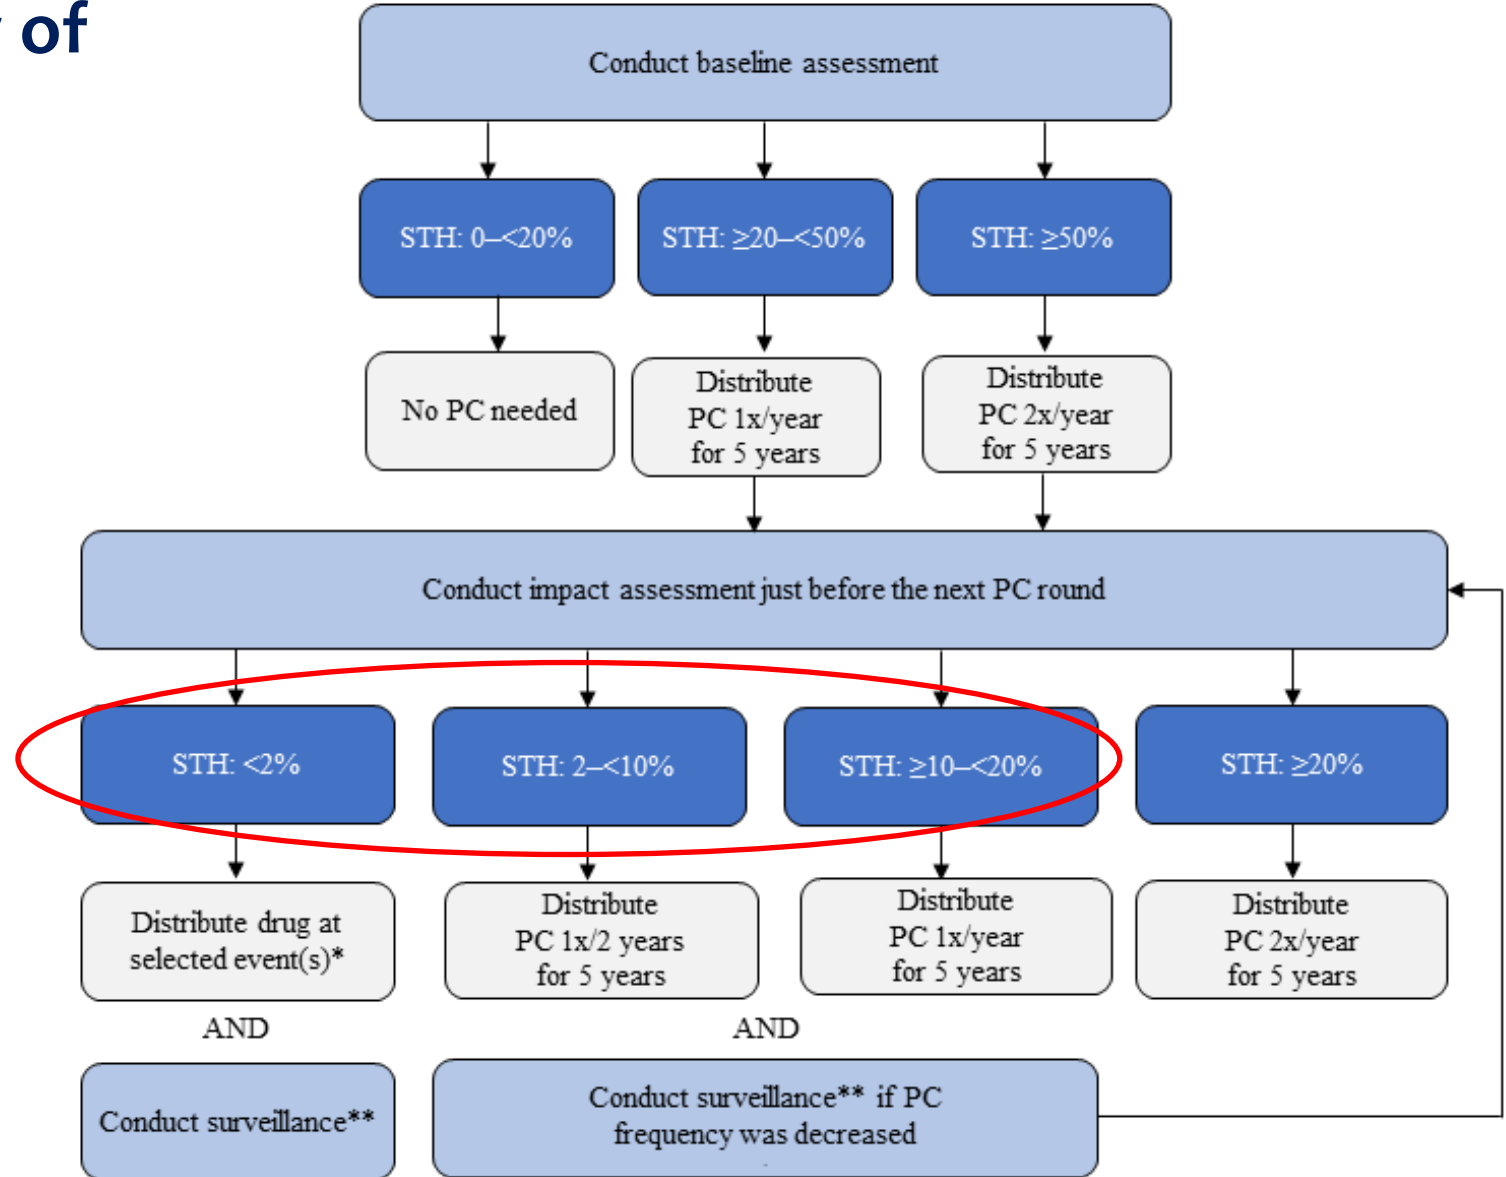 of
Conduct baseline assessment
STH: 0–<20%
STH: ≥20–<50%
STH: ≥50%
No PC needed
Distribute
PC 1x/year
for 5 years
Distribute
PC 2x/year
for 5 years
Conduct impact assessment just before the next PC round
STH: <2%
STH: 2–<10%
STH: ≥10–<20%
STH: ≥20%
Distribute drug at
selected event(s)*
Distribute
PC 1x/2 years
for 5 years
Distribute
PC 1x/year
for 5 years
Distribute
PC 2x/year
for 5 years
AND
AND
Conduct surveillance**
Conduct surveillance** if PC
frequency was decreased